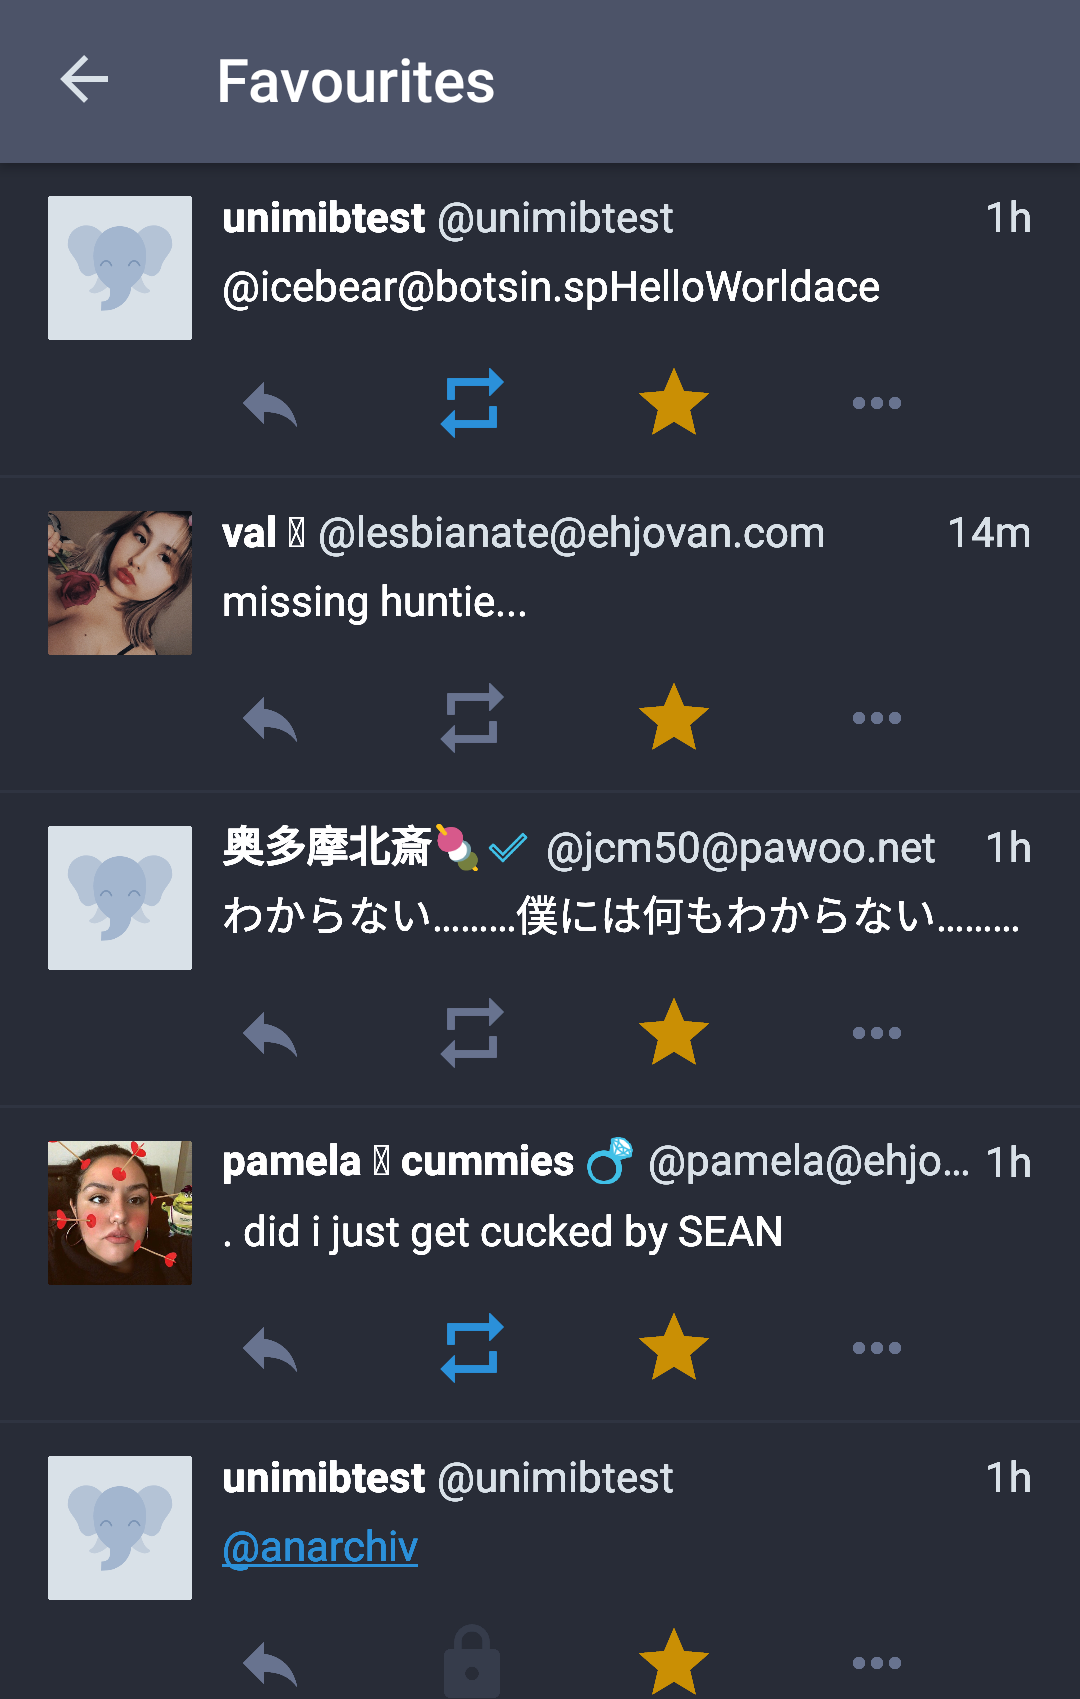 Favourites
unimibtest @unimibtest 1h
@icebear@botsin.spHelloWorldace
val @lesbianate@ehjovan.com 14m
missing huntie...
奥多摩北斎🍡✓ @jcm50@pawoo.net 1h
わからない………僕には何もわからない………
pamela cummies 💍 @pamela@ehjo... 1h
. did i just get cucked by SEAN
unimibtest @unimibtest 1h
@anarchiv